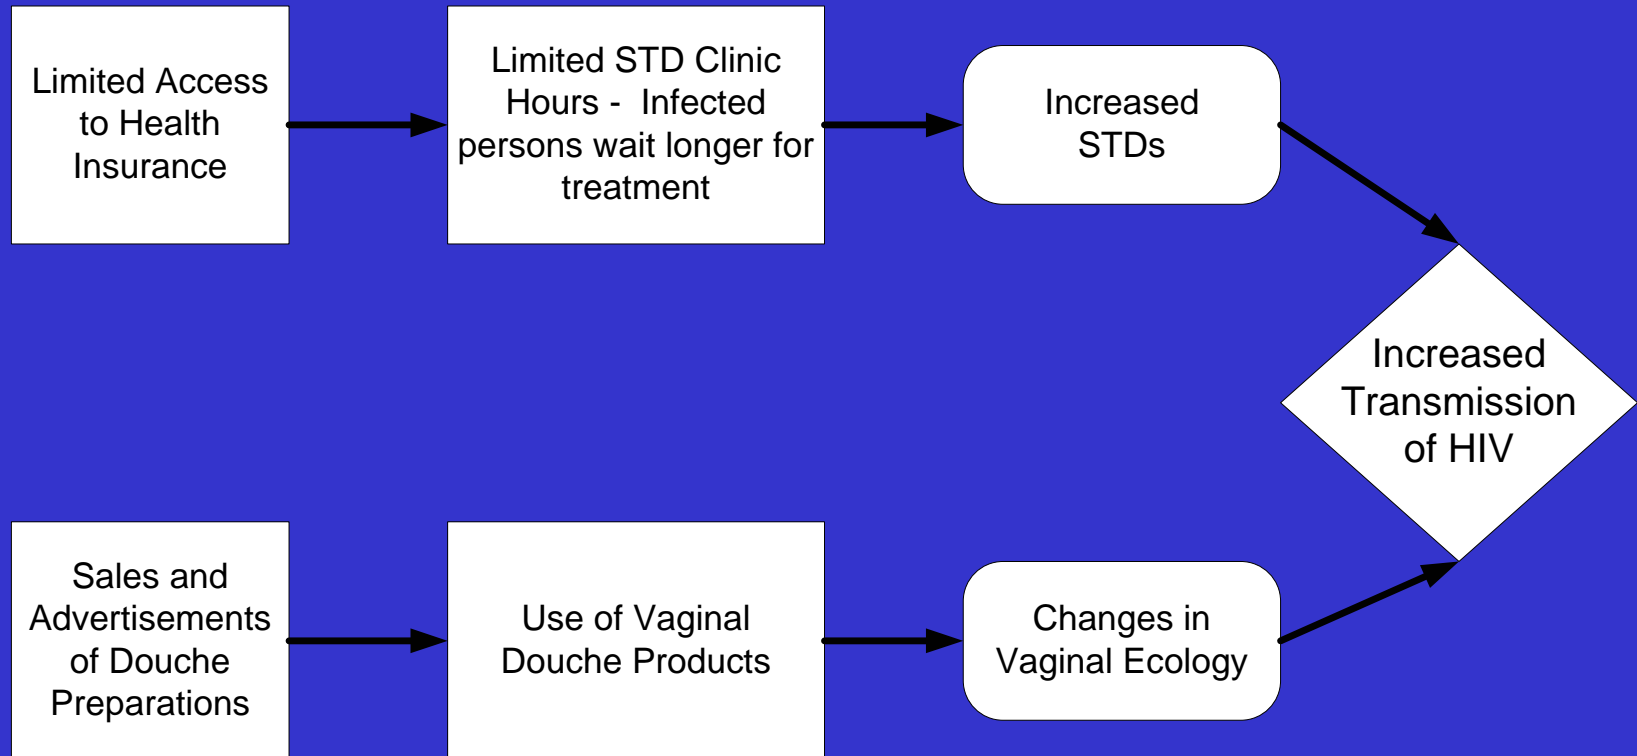 Limited Access
to Health
Insurance
Limited STD Clinic
Hours -  Infected
persons wait longer for
treatment
Increased
STDs
Increased
Transmission
of HIV
Sales and
Advertisements
of Douche
Preparations
Use of Vaginal
Douche Products
Changes in
Vaginal Ecology